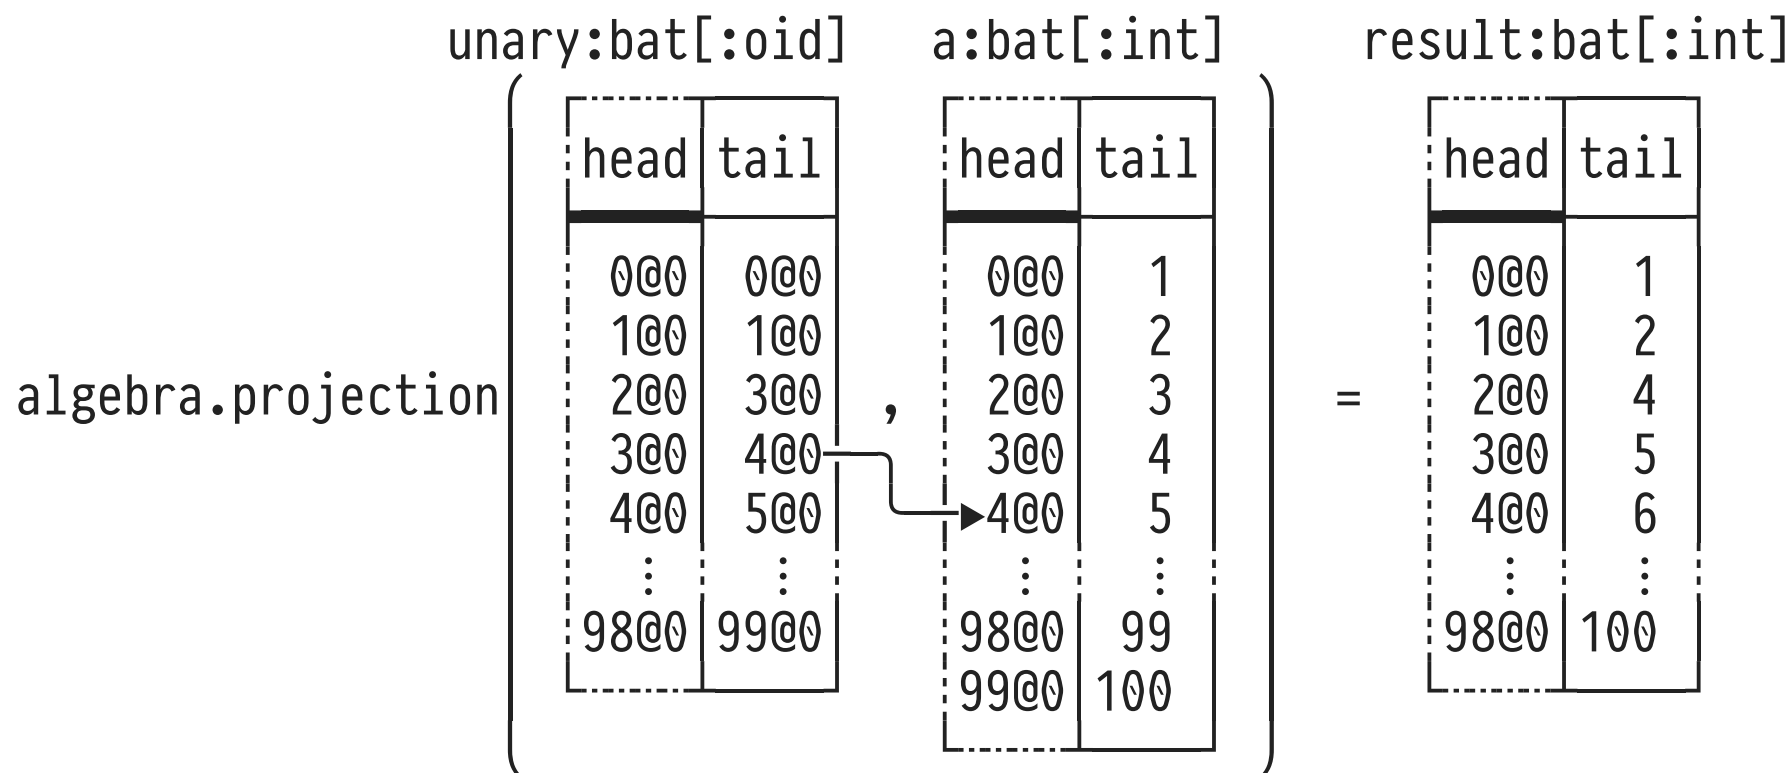 unary:bat[:oid] a:bat[:int] result:bat[:int]
head tail head tail head tail
0@0 0@0 0@0 1 0@0 1
1@0 1@0 1@0 2 1@0 2
algebra.projection 2@0 3@0 , 2@0 3 = 2@0 4
3@0 4@0 3@0 4 3@0 5
4@0 5@0 4@0 5 4@0 6
⋮ ⋮ ⋮ ⋮ ⋮ ⋮
98@0 99@0 98@0 99 98@0 100
99@0 100